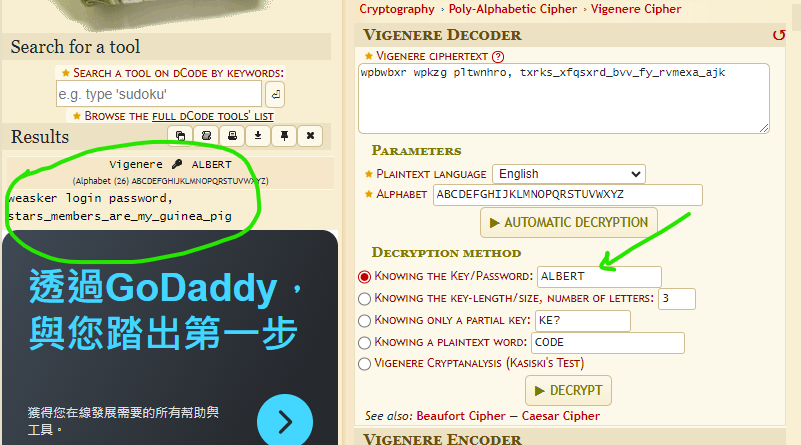 Search for a tool
★ Search a tool on dCode by keywords:
e.g. type 'sudoku'
★ Browse the full dCode tools' list
Results
Vigenere 🔑 ALBERT
(Alphabet (26) ABCDEFGHIJKLMNOPQRSTUVWXYZ)
weasker login password,
stars_members_are_my_guinea_pig
透過GoDaddy，
與您踏出第一步
獲得您在線發展需要的所有幫助與
工具。
Cryptography › Poly-Alphabetic Cipher › Vigenere Cipher
Vigenere Decoder
★ Vigenere ciphertext ?
wpbwbxr wpkzg pltwnhro, txrks_xfqsxrd_bvv_fy_rvmexa_ajk
Parameters
★ Plaintext language English
★ Alphabet ABCDEFGHIJKLMNOPQRSTUVWXYZ
▶ Automatic Decryption
Decryption method
Knowing the Key/Password: ALBERT
Knowing the key-length/size, number of letters: 3
Knowing only a partial key: KE?
Knowing a plaintext word: CODE
Vigenere Cryptanalysis (Kasiski's Test)
▶ Decrypt
See also: Beaufort Cipher — Caesar Cipher
Vigenere Encoder